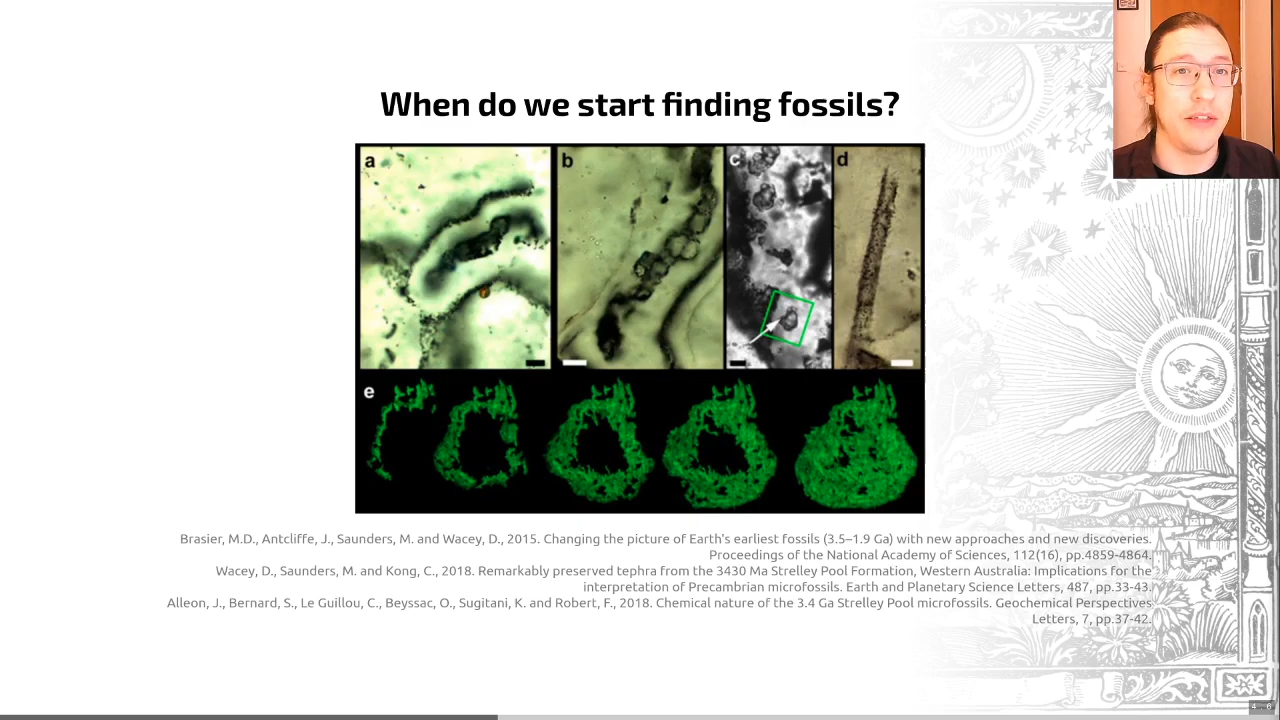 When do we start finding fossils?
a
b
c
d
e
Brasier, M.D., Antcliffe, J., Saunders, M. and Wacey, D., 2015. Changing the picture of Earth's earliest fossils (3.5–1.9 Ga) with new approaches and new discoveries.
Proceedings of the National Academy of Sciences, 112(16), pp.4859-4864.
Wacey, D., Saunders, M. and Kong, C., 2018. Remarkably preserved tephra from the 3430 Ma Strelley Pool Formation, Western Australia: Implications for the
interpretation of Precambrian microfossils. Earth and Planetary Science Letters, 487, pp.33-43.
Alleon, J., Bernard, S., Le Guillou, C., Beyssac, O., Sugitani, K. and Robert, F., 2018. Chemical nature of the 3.4 Ga Strelley Pool microfossils. Geochemical Perspectives
Letters, 7, pp.37-42.